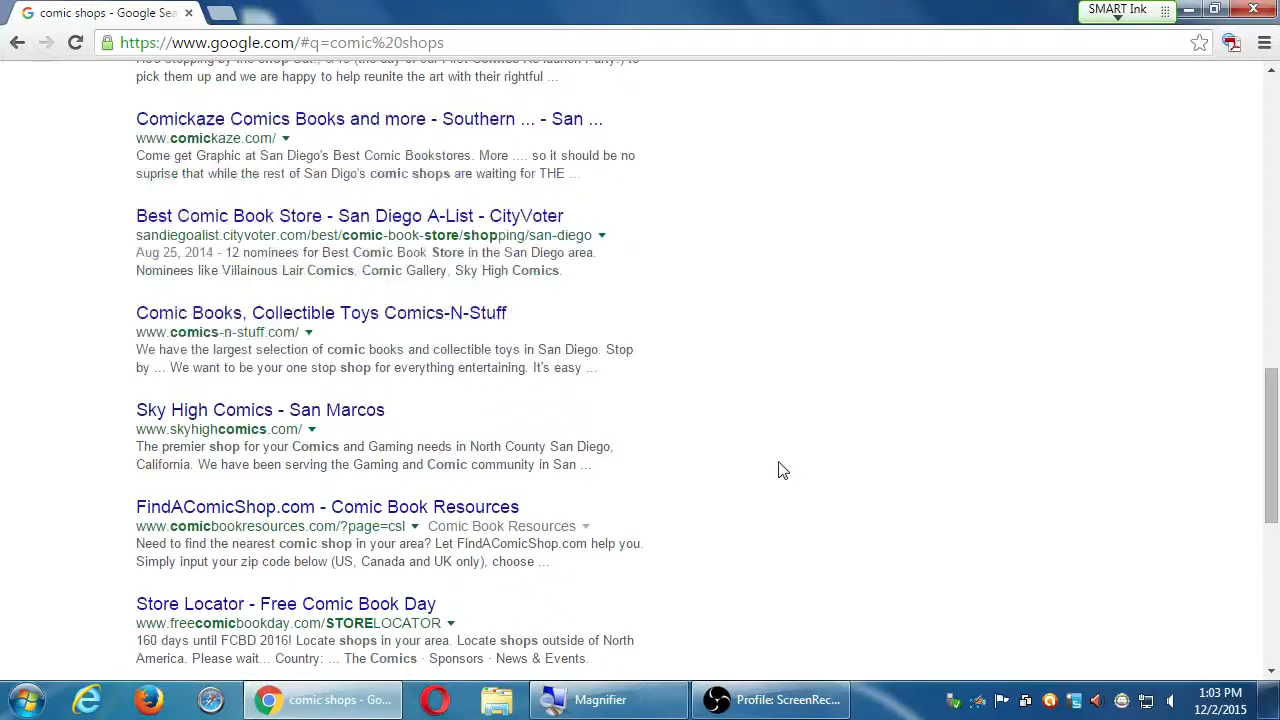 comic shops - Google Sea
SMART Ink
https://www.google.com/#q=comic%20shops
pick them up and we are happy to help reunite the art with their rightful ...
Comickaze Comics Books and more - Southern ... - San ...
www.comickaze.com/
Come get Graphic at San Diego's Best Comic Bookstores. More .... so it should be no
suprise that while the rest of San Digo's comic shops are waiting for THE ...
Best Comic Book Store - San Diego A-List - CityVoter
sandiegoalist.cityvoter.com/best/comic-book-store/shopping/san-diego
Aug 25, 2014 - 12 nominees for Best Comic Book Store in the San Diego area.
Nominees like Villainous Lair Comics, Comic Gallery, Sky High Comics.
Comic Books, Collectible Toys Comics-N-Stuff
www.comics-n-stuff.com/
We have the largest selection of comic books and collectible toys in San Diego. Stop
by ... We want to be your one stop shop for everything entertaining. It's easy ...
Sky High Comics - San Marcos
www.skyhighcomics.com/
The premier shop for your Comics and Gaming needs in North County San Diego,
California. We have been serving the Gaming and Comic community in San ...
FindAComicShop.com - Comic Book Resources
www.comicbookresources.com/?page=csl Comic Book Resources
Need to find the nearest comic shop in your area? Let FindAComicShop.com help you.
Simply input your zip code below (US, Canada and UK only), choose ...
Store Locator - Free Comic Book Day
www.freecomicbookday.com/STORELOCATOR
160 days until FCBD 2016! Locate shops in your area. Locate shops outside of North
America. Please wait... Country: ... The Comics · Sponsors · News & Events.
comic shops - Go...
Magnifier
Profile: ScreenRec...
1:03 PM
12/2/2015